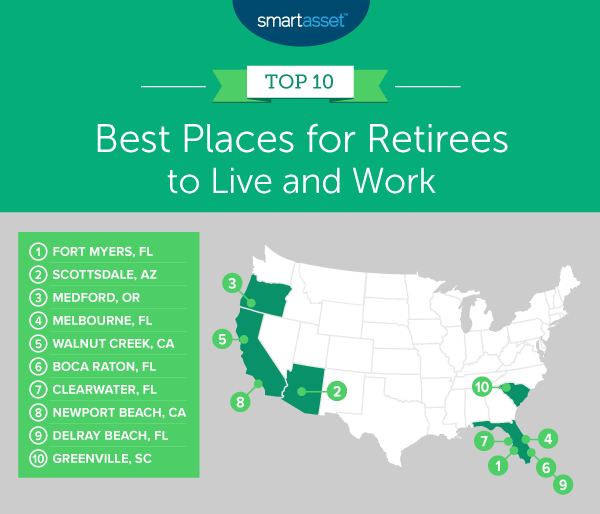 smartasset™
TOP 10
Best Places for Retirees
to Live and Work
1 FORT MYERS, FL
2 SCOTTSDALE, AZ
3 MEDFORD, OR
4 MELBOURNE, FL
5 WALNUT CREEK, CA
6 BOCA RATON, FL
7 CLEARWATER, FL
8 NEWPORT BEACH, CA
9 DELRAY BEACH, FL
10 GREENVILLE, SC
3
5
8
2
10
7
4
1
6
9